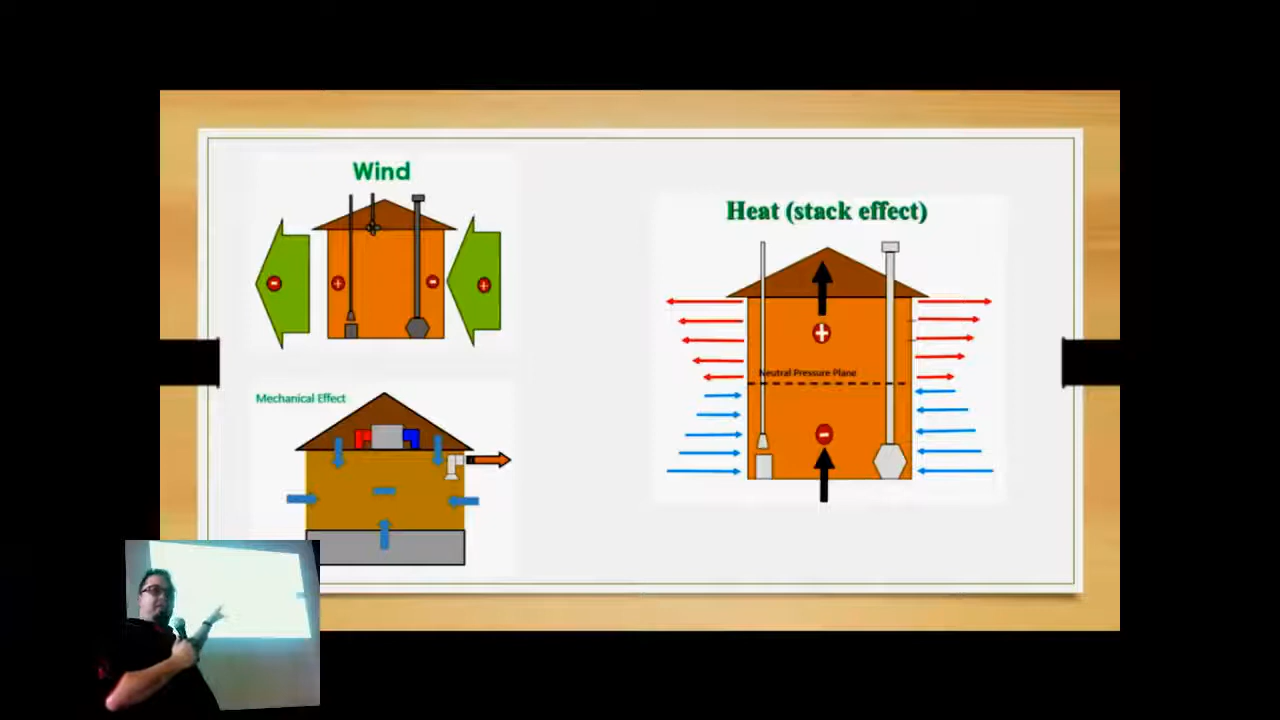 Wind
Heat (stack effect)
Neutral Pressure Plane
Mechanical Effect